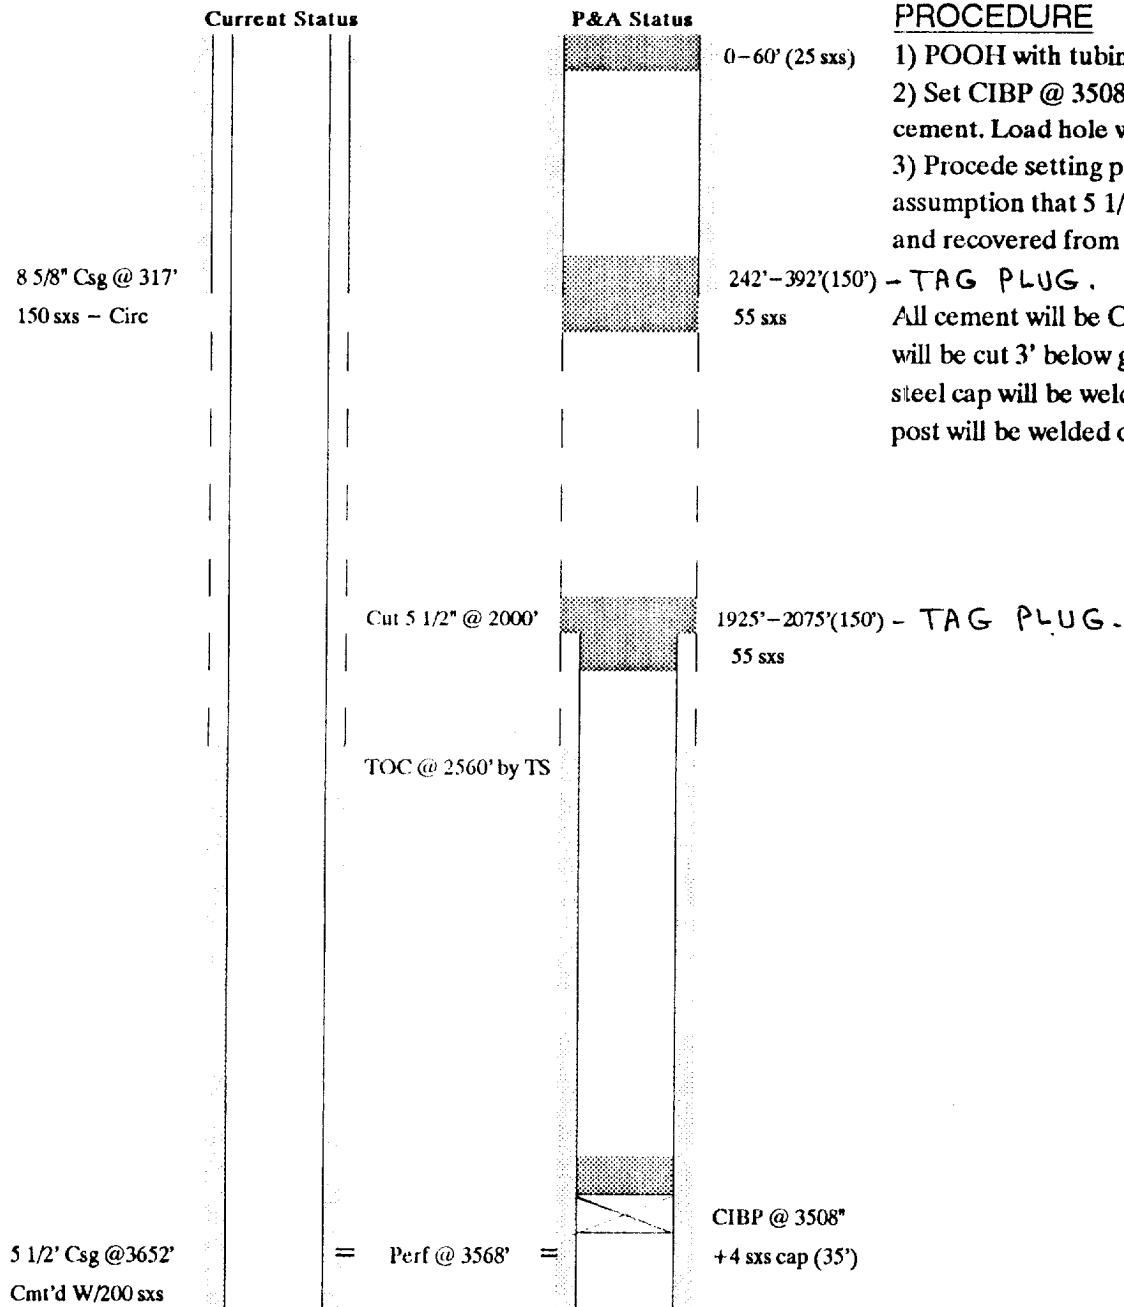 Current Status
P&A Status
PROCEDURE
0-60' (25 sxs)
1) POOH with tubin
2) Set CIBP @ 3508
cement. Load hole w
3) Procede setting p
assumption that 5 1/
and recovered from
8 5/8" Csg @ 317'
150 sxs - Circ
242'-392'(150') - TAG PLUG.
55 sxs
All cement will be C
will be cut 3' below g
steel cap will be weld
post will be welded o
Cut 5 1/2" @ 2000'
1925'-2075'(150') - TAG PLUG.
55 sxs
TOC @ 2560' by TS
CIBP @ 3508"
+4 sxs cap (35')
5 1/2' Csg @3652'
Cmt'd W/200 sxs
= Perf @ 3568' =